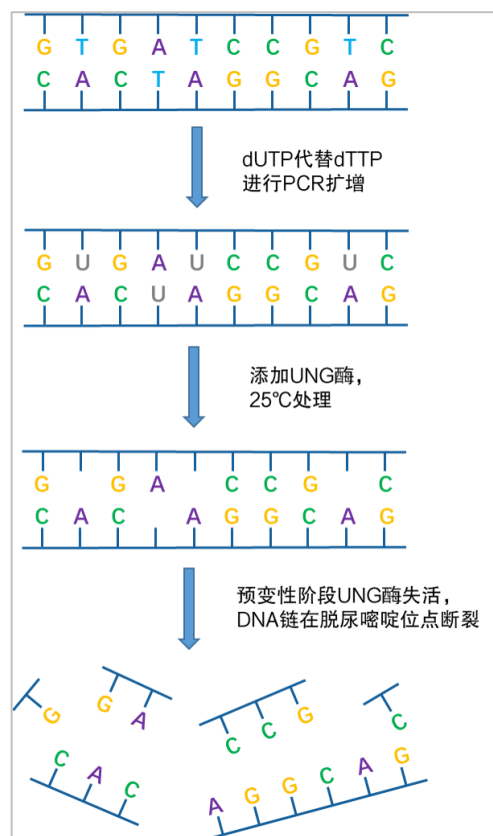 G T G A T C C G T C
C A C T A G G C A G
dUTP代替dTTP
进行PCR扩增
G U G A U C C G U C
C A C U A G G C A G
添加UNG酶，
25℃处理
G G A C C G C
C A C A G G C A G
预变性阶段UNG酶失活，
DNA链在脱尿嘧啶位点断裂
G
G A
C C G
C
C A C
A G G C A G